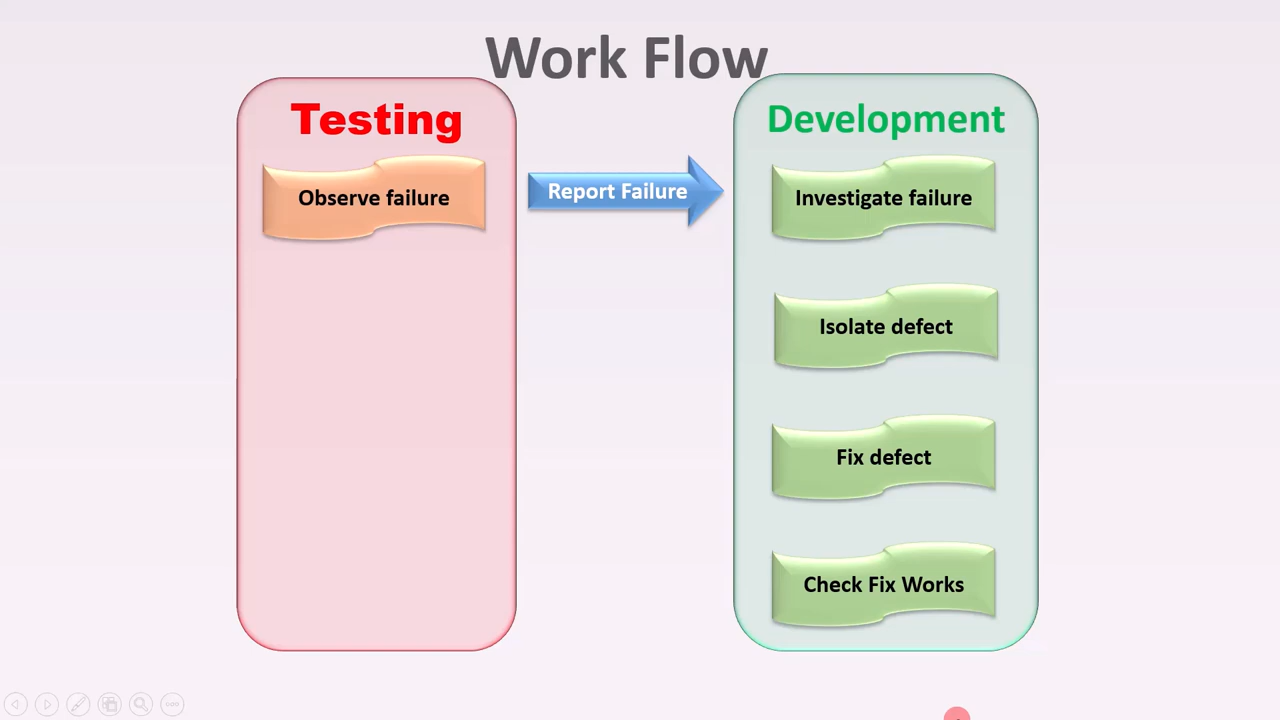 Work Flow
Testing
Observe failure
Report Failure
Development
Investigate failure
Isolate defect
Fix defect
Check Fix Works